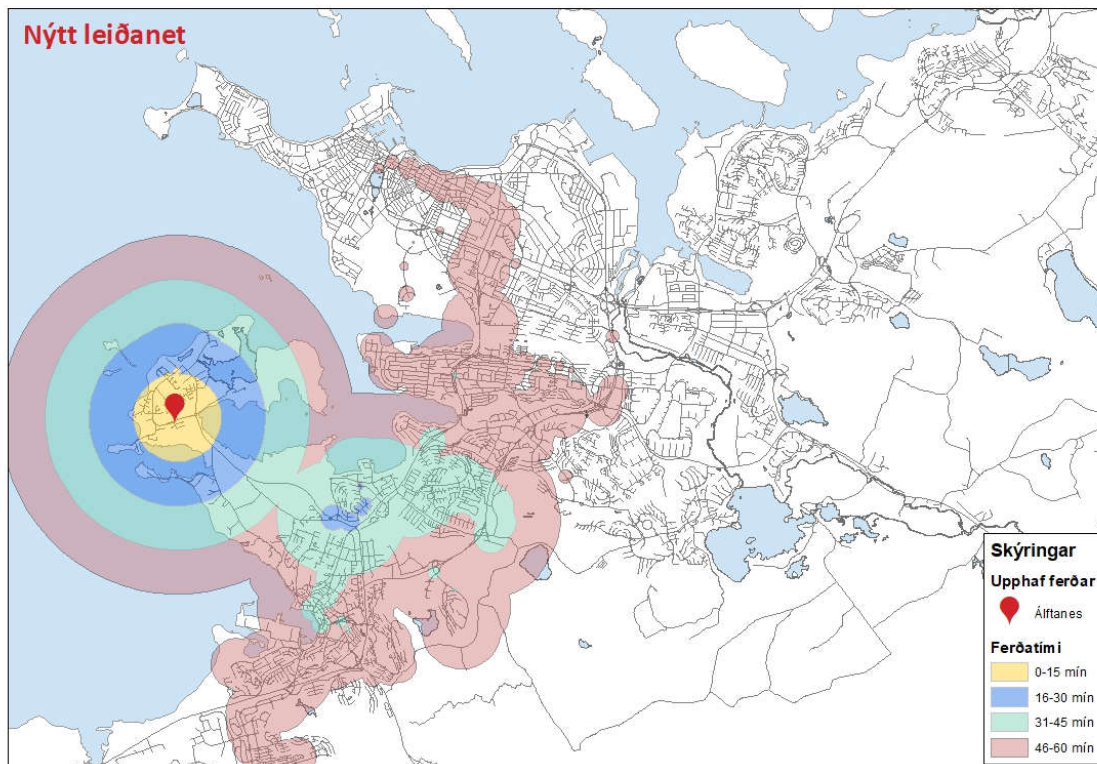 Nýtt leiðanet
Skýringar
Upphaf ferðar
Álftanes
Ferðatími
0-15 mín
16-30 mín
31-45 mín
46-60 mín